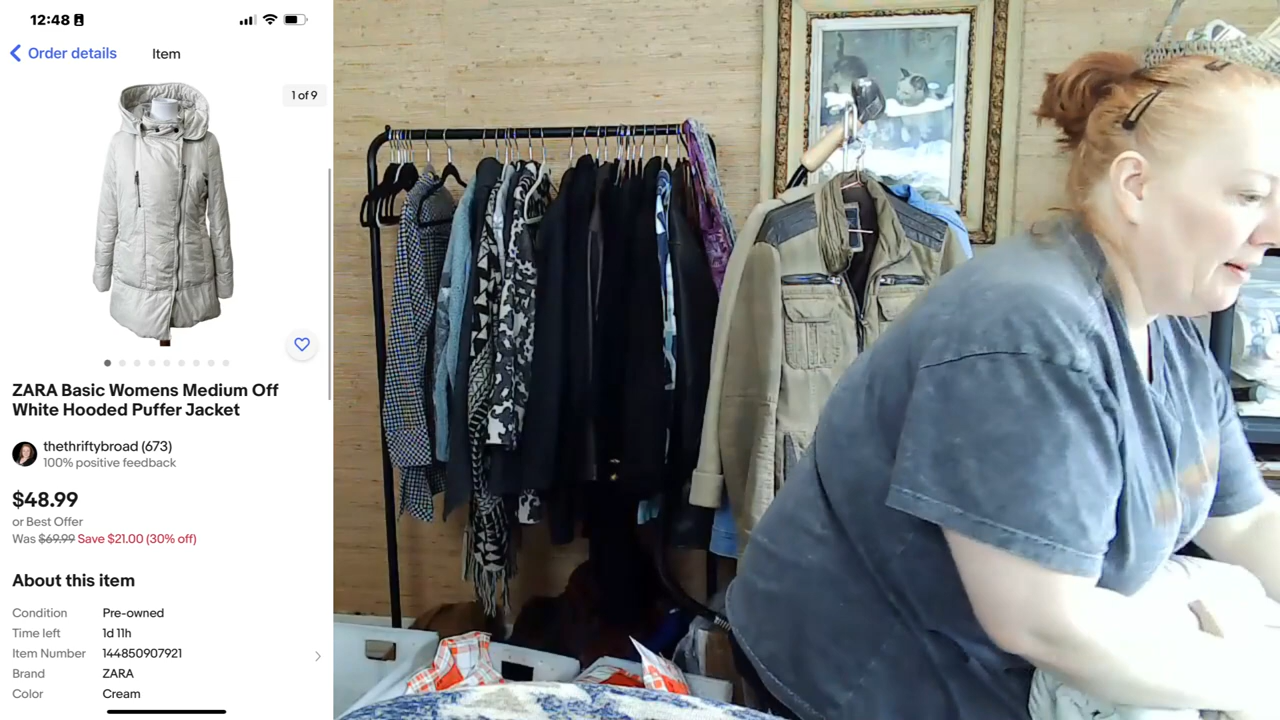 12:48
Order details
Item
1 of 9
ZARA Basic Womens Medium Off
White Hooded Puffer Jacket
thethriftybroad (673)
100% positive feedback
$48.99
or Best Offer
Was $69.99 Save $21.00 (30% off)
About this item
Condition Pre-owned
Time left 1d 11h
Item Number 144850907921
Brand ZARA
Color Cream